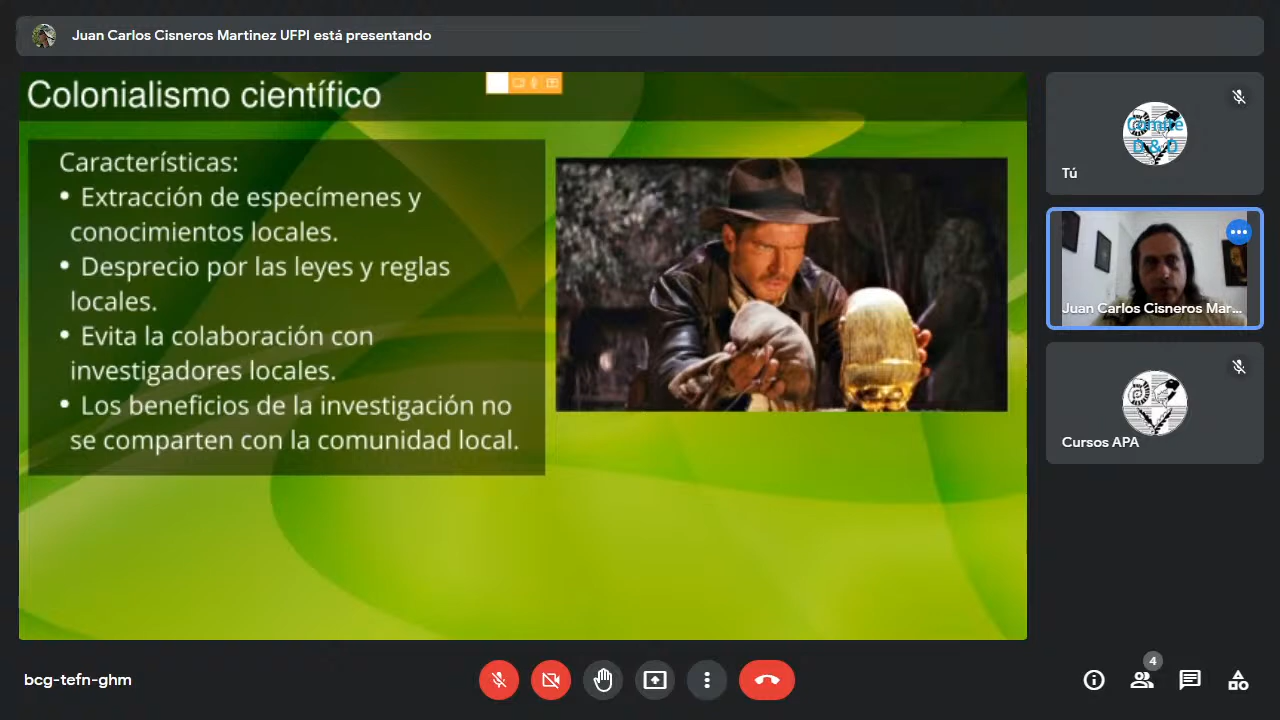 Juan Carlos Cisneros Martinez UFPI está presentando
Colonialismo científico
Características:
• Extracción de especímenes y
conocimientos locales.
• Desprecio por las leyes y reglas
locales.
• Evita la colaboración con
investigadores locales.
• Los beneficios de la investigación no
se comparten con la comunidad local.
Comité
D & D
Tú
Juan Carlos Cisneros Mar...
Cursos APA
bcg-tefn-ghm
4